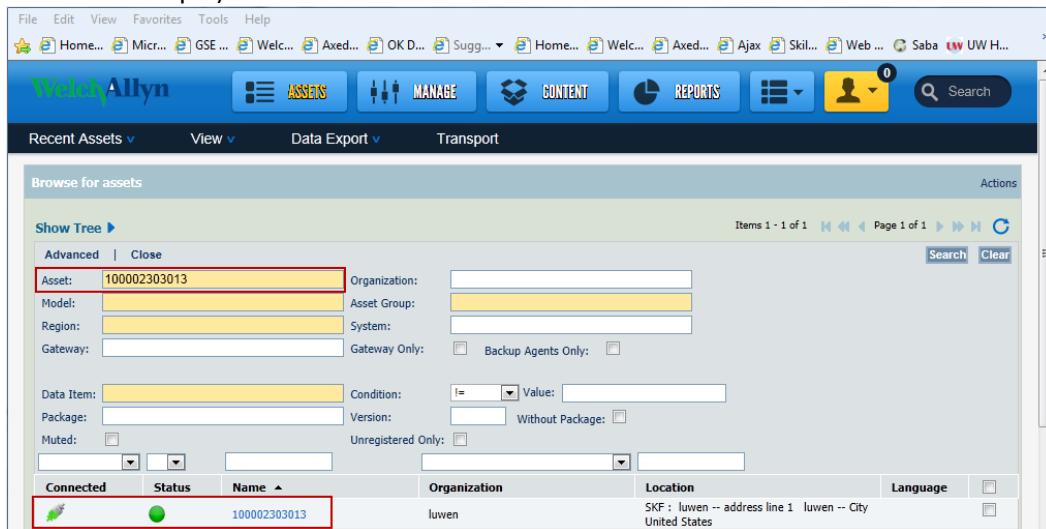 File Edit View Favorites Tools Help
Home... Micr... GSE ... Welc... Axed... OK D... Sugg... Home... Welc... Axed... Ajax Skil... Web ... Saba UW UW H...
WelchAllyn ASSETS MANAGE CONTENT REPORTS 0 Search
Recent Assets View Data Export Transport
Browse for assets Actions
Show Tree Items 1 - 1 of 1 Page 1 of 1
Advanced | Close Search Clear
Asset: 100002303013 Organization:
Model: Asset Group:
Region: System:
Gateway: Gateway Only: Backup Agents Only:
Data Item: Condition: != Value:
Package: Version: Without Package:
Muted: Unregistered Only:
Connected Status Name Organization Location Language
100002303013 luwen SKF : luwen -- address line 1 luwen -- City
United States